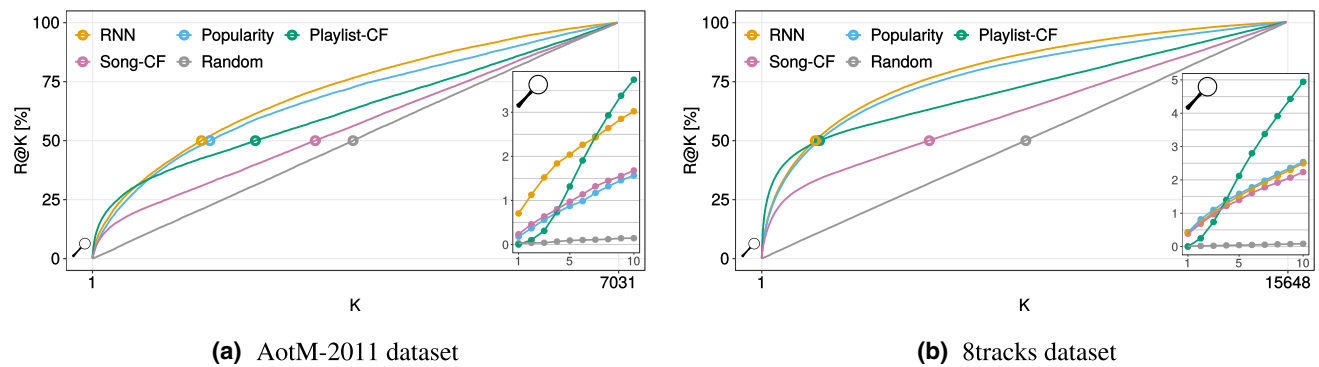 100
75
50
25
0
R@K [%]
RNN Popularity Playlist-CF
Song-CF Random
3
2
1
0
1 5 10
1 7031
K
(a) AotM-2011 dataset
100
75
50
25
0
R@K [%]
RNN Popularity Playlist-CF
Song-CF Random
5
4
3
2
1
0
1 5 10
1 15648
K
(b) 8tracks dataset